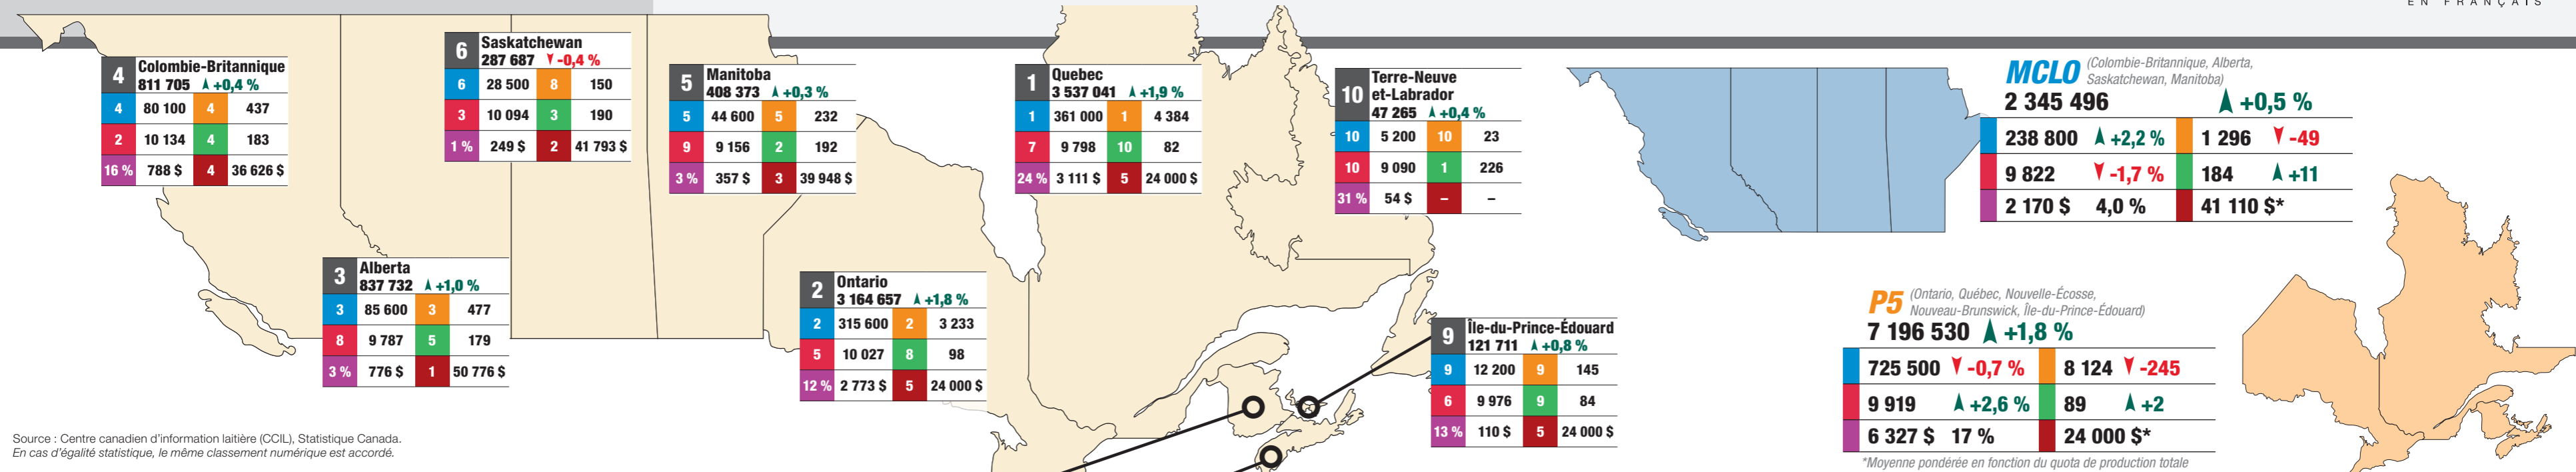 EN FRANÇAIS
4 Colombie-Britannique
811 705 ▲ +0,4 %
4 80 100 4 437
2 10 134 4 183
16 % 788 $ 4 36 626 $
6 Saskatchewan
287 687 ▼ -0,4 %
6 28 500 8 150
3 10 094 3 190
1 % 249 $ 2 41 793 $
5 Manitoba
408 373 ▲ +0,3 %
5 44 600 5 232
9 9 156 2 192
3 % 357 $ 3 39 948 $
1 Quebec
3 537 041 ▲ +1,9 %
1 361 000 1 4 384
7 9 798 10 82
24 % 3 111 $ 5 24 000 $
10 Terre-Neuve
et-Labrador
47 265 ▲ +0,4 %
10 5 200 10 23
10 9 090 1 226
31 % 54 $ – –
MCLO (Colombie-Britannique, Alberta,
Saskatchewan, Manitoba)
2 345 496 ▲ +0,5 %
238 800 ▲ +2,2 % 1 296 ▼ -49
9 822 ▼ -1,7 % 184 ▲ +11
2 170 $ 4,0 % 41 110 $*
3 Alberta
837 732 ▲ +1,0 %
3 85 600 3 477
8 9 787 5 179
3 % 776 $ 1 50 776 $
2 Ontario
3 164 657 ▲ +1,8 %
2 315 600 2 3 233
5 10 027 8 98
12 % 2 773 $ 5 24 000 $
9 Île-du-Prince-Édouard
121 711 ▲ +0,8 %
9 12 200 9 145
6 9 976 9 84
13 % 110 $ 5 24 000 $
P5 (Ontario, Québec, Nouvelle-Écosse,
Nouveau-Brunswick, Île-du-Prince-Édouard)
7 196 530 ▲ +1,8 %
725 500 ▼ -0,7 % 8 124 ▼ -245
9 919 ▲ +2,6 % 89 ▲ +2
6 327 $ 17 % 24 000 $*
*Moyenne pondérée en fonction du quota de production totale
Source : Centre canadien d'information laitière (CCIL), Statistique Canada.
En cas d'égalité statistique, le même classement numérique est accordé.